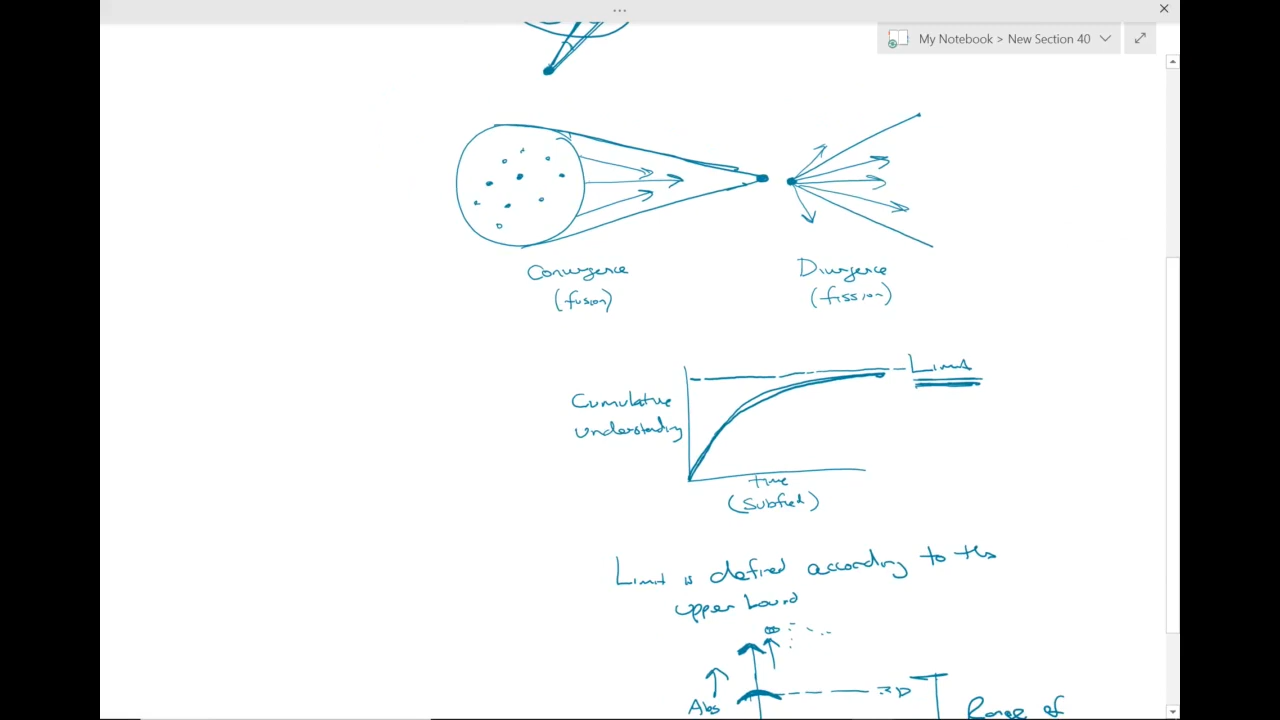 My Notebook > New Section 40
Convergence
(fusion)
Divergence
(fission)
Limit
Cumulative
understanding
time
(Subfield)
Limit is defined according to the
upper bound
Abs
Range of